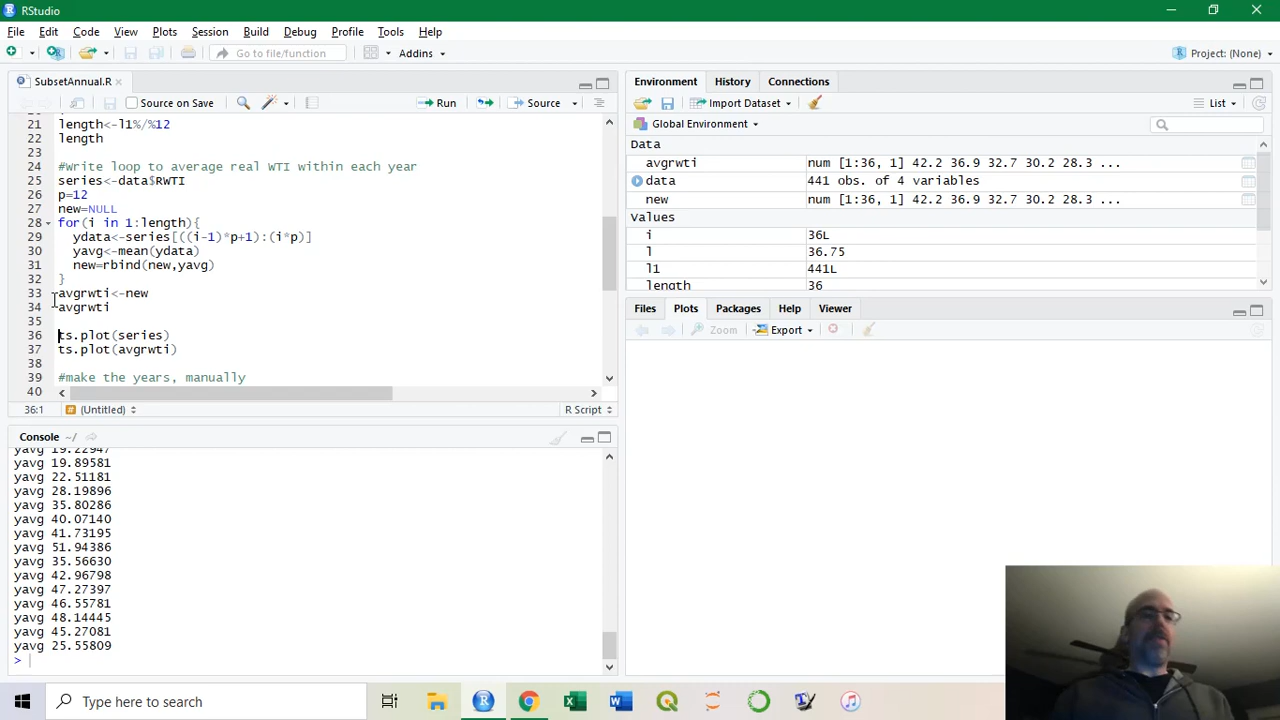 RStudio
File Edit Code View Plots Session Build Debug Profile Tools Help
Go to file/function Addins Project: (None)
SubsetAnnual.R
Source on Save Run Source
21 length<-l1%/%12
22 length
23
24 #write loop to average real WTI within each year
25 series<-data$RWTI
26 p=12
27 new=NULL
28 for(i in 1:length){
29 ydata<-series[((i-1)*p+1):(i*p)]
30 yavg<-mean(ydata)
31 new=rbind(new,yavg)
32 }
33 avgrwti<-new
34 avgrwti
35
36 ts.plot(series)
37 ts.plot(avgrwti)
38
39 #make the years, manually
40
36:1 # (Untitled) R Script
Console ~/
yavg 19.22947
yavg 19.89581
yavg 22.51181
yavg 28.19896
yavg 35.80286
yavg 40.07140
yavg 41.73195
yavg 51.94386
yavg 35.56630
yavg 42.96798
yavg 47.27397
yavg 46.55781
yavg 48.14445
yavg 45.27081
yavg 25.55809
>
Environment History Connections
Import Dataset List
Global Environment
Data
avgrwti num [1:36, 1] 42.2 36.9 32.7 30.2 28.3 ...
data 441 obs. of 4 variables
new num [1:36, 1] 42.2 36.9 32.7 30.2 28.3 ...
Values
i 36L
l 36.75
l1 441L
length 36
Files Plots Packages Help Viewer
Zoom Export
Type here to search